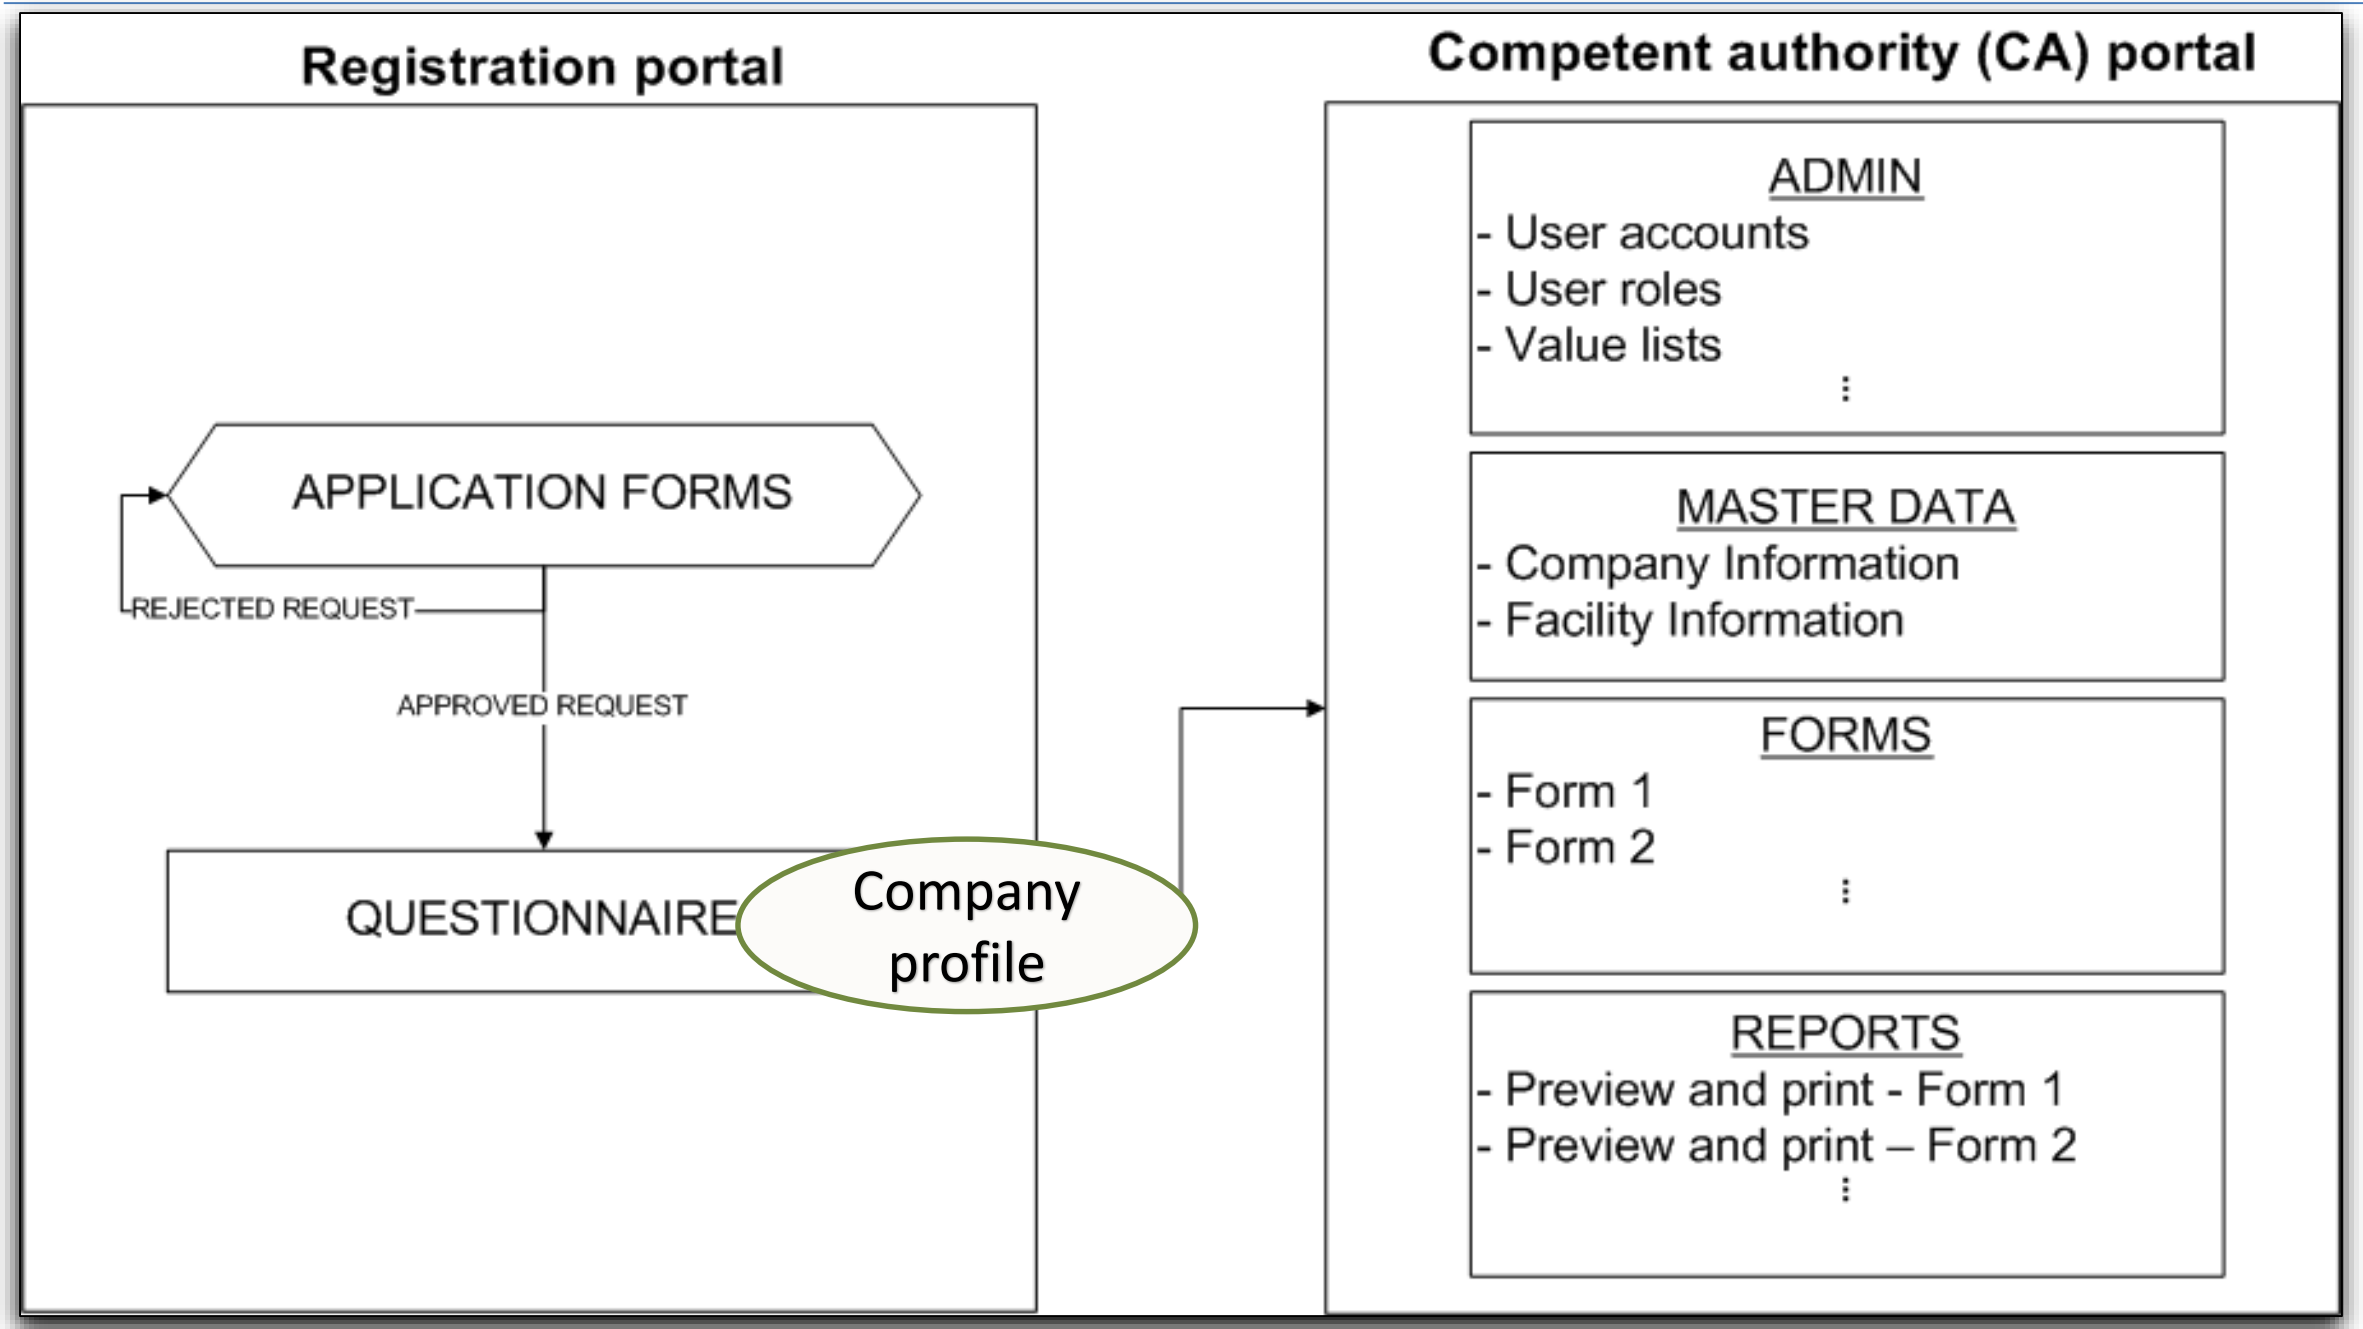 Registration portal
APPLICATION FORMS
REJECTED REQUEST
APPROVED REQUEST
QUESTIONNAIRE
Company
profile
Competent authority (CA) portal
ADMIN
- User accounts
- User roles
- Value lists
⋮
MASTER DATA
- Company Information
- Facility Information
FORMS
- Form 1
- Form 2
⋮
REPORTS
- Preview and print - Form 1
- Preview and print – Form 2
⋮